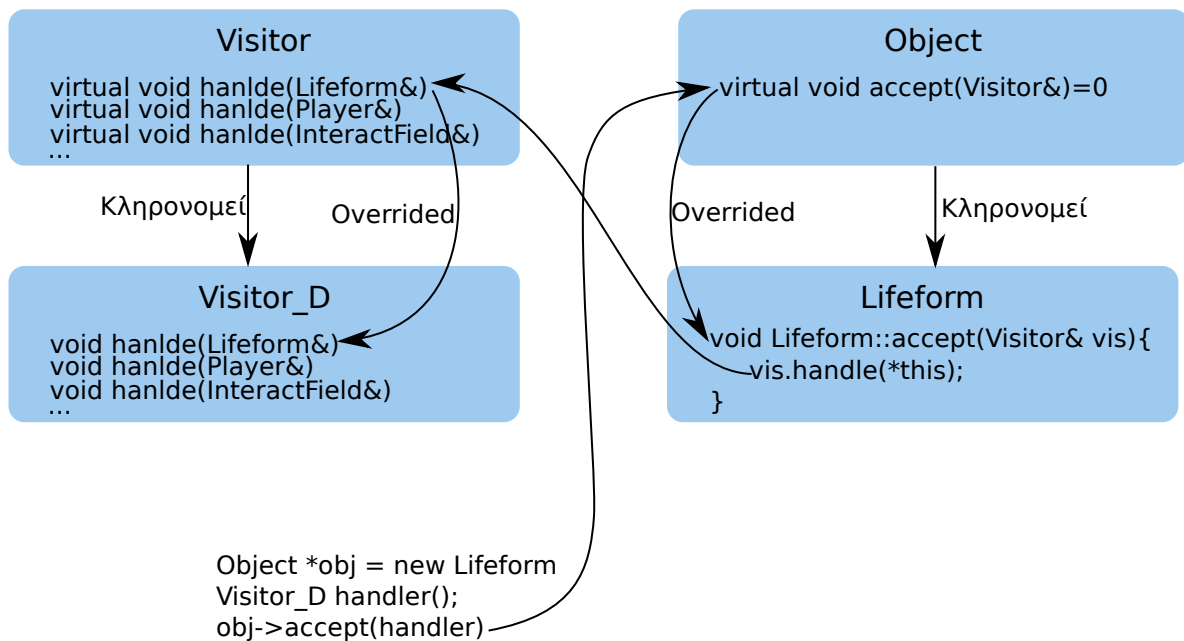 Visitor
virtual void hanlde(Lifeform&)
virtual void hanlde(Player&)
virtual void hanlde(InteractField&)
...
Object
virtual void accept(Visitor&)=0
Κληρονομεί
Overrided
Overrided
Κληρονομεί
Visitor_D
void hanlde(Lifeform&)
void hanlde(Player&)
void hanlde(InteractField&)
...
Lifeform
void Lifeform::accept(Visitor& vis){
vis.handle(*this);
}
Object *obj = new Lifeform
Visitor_D handler();
obj->accept(handler)